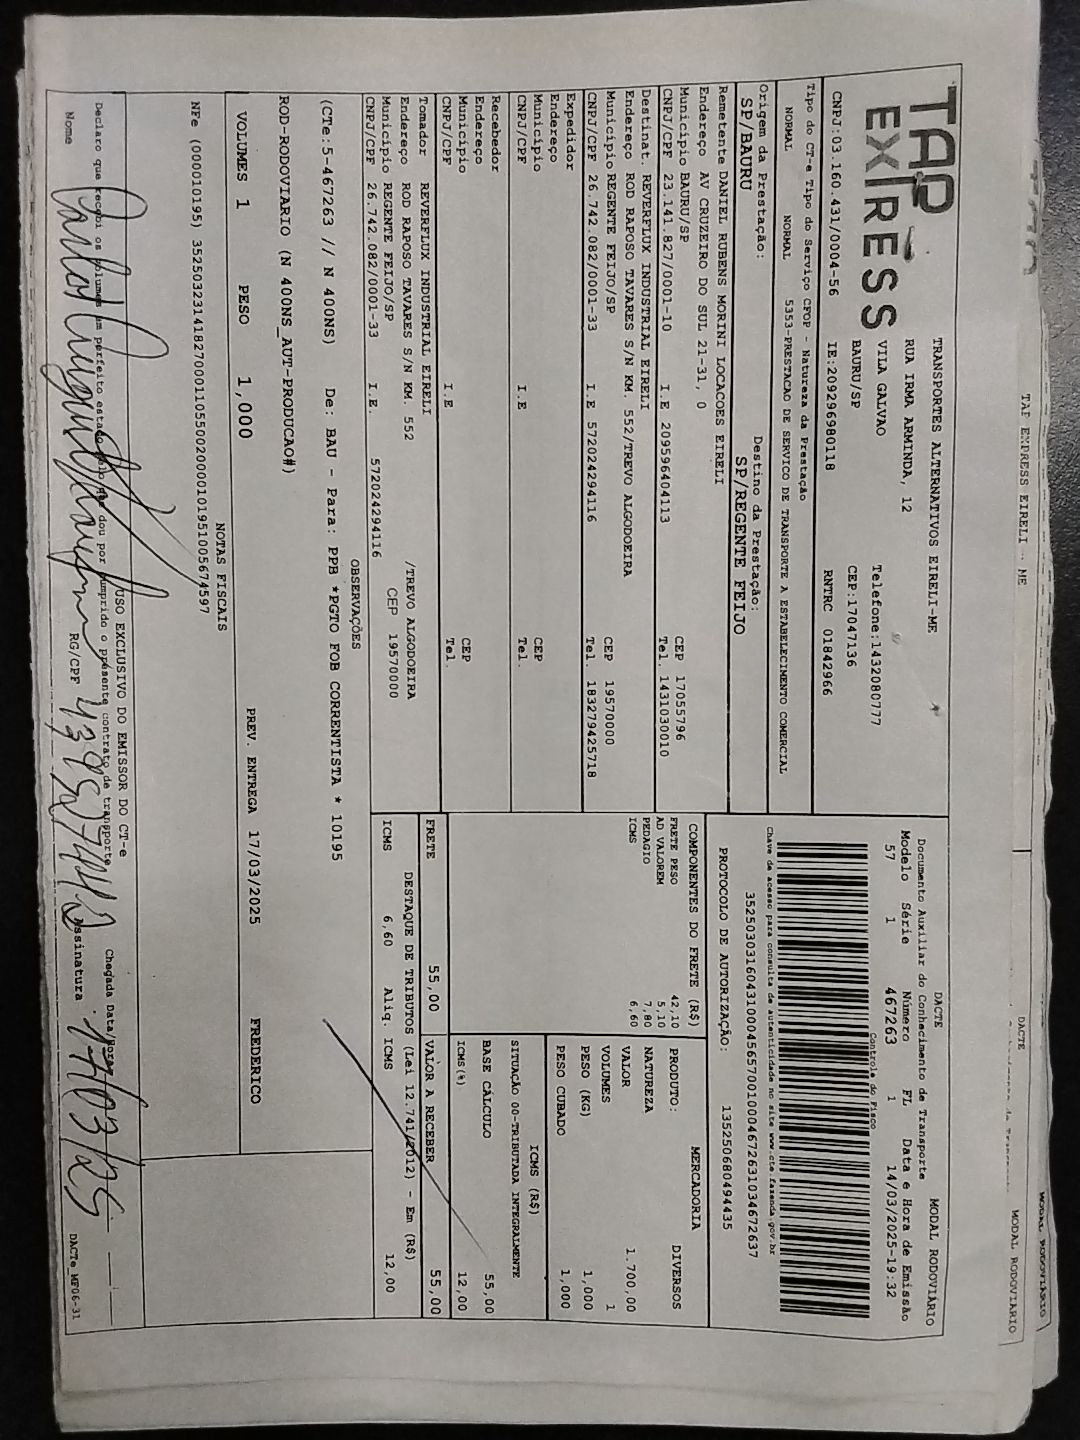 TAP EXPRESS EIRELI - ME
DACTE
MODAL RODOVIÁRIO
TAP
EXPRESS
TRANSPORTES ALTERNATIVOS EIRELI-ME
RUA IRMA ARMINDA, 12
VILA GALVAO
BAURU/SP
Telefone:1432080777
CEP:17047136
CNPJ:03.160.431/0004-56 IE:209296980118 RNTRC 01842966
DACTE MODAL RODOVIÁRIO
Documento Auxiliar do Conhecimento de Transporte
Modelo Série Número FL Data e Hora de Emissão
57 1 467263 1 14/03/2025-19:32
Controle do Fisco
Chave de acesso para consulta de autenticidade no site www.cte.fazenda.gov.br
35250303160431000456570010004672631034672637
PROTOCOLO DE AUTORIZAÇÃO: 135250680494435
Tipo do CT-e Tipo do Serviço CFOP - Natureza da Prestação
NORMAL NORMAL 5353-PRESTACAO DE SERVICO DE TRANSPORTE A ESTABELECIMENTO COMERCIAL
Origem da Prestação: Destino da Prestação:
SP/BAURU SP/REGENTE FEIJO
Remetente DANIEL RUBENS MORINI LOCACOES EIRELI
Endereço AV CRUZEIRO DO SUL 21-31, 0
Município BAURU/SP CEP 17055796
CNPJ/CPF 23.141.827/0001-10 I.E 209596404113 Tel. 1431030010
Destinat. REVERFLUX INDUSTRIAL EIRELI
Endereço ROD RAPOSO TAVARES S/N KM. 552/TREVO ALGODOEIRA
Município REGENTE FEIJO/SP CEP 19570000
CNPJ/CPF 26.742.082/0001-33 I.E 572024294116 Tel. 183279425718
Expedidor
Endereço
Município CEP
CNPJ/CPF I.E Tel.
Recebedor
Endereço
Município CEP
CNPJ/CPF I.E Tel.
Tomador REVERFLUX INDUSTRIAL EIRELI
Endereço ROD RAPOSO TAVARES S/N KM. 552 /TREVO ALGODOEIRA
Município REGENTE FEIJO/SP CEP 19570000
CNPJ/CPF 26.742.082/0001-33 I.E. 572024294116
COMPONENTES DO FRETE (R$)
FRETE PESO 42,10
AD VALOREM 5,10
PEDAGIO 7,80
ICMS 6,60
MERCADORIA
PRODUTO: DIVERSOS
NATUREZA
VALOR 1.700,00
VOLUMES 1
PESO (KG) 1,000
PESO CUBADO 1,000
ICMS (R$)
SITUAÇÃO 00-TRIBUTADA INTEGRALMENTE
BASE CÁLCULO 55,00
ICMS(%) 12,00
FRETE 55,00 VALOR A RECEBER 55,00
DESTAQUE DE TRIBUTOS (Lei 12.741/2012) - Em (R$)
ICMS 6,60 Aliq. ICMS 12,00
OBSERVAÇÕES
(CTe:5-467263 // N 400NS) De: BAU - Para: PPB *PGTO FOB CORRENTISTA * 10195
ROD-RODOVIARIO (N 400NS_AUT-PRODUCAO#)
VOLUMES 1 PESO 1,000 PREV. ENTREGA 17/03/2025 FREDERICO
NOTAS FISCAIS
NFe (000010195) 35250323141827000110550020000101951005674597
USO EXCLUSIVO DO EMISSOR DO CT-e
Declaro que recebi os volumes em perfeito estado pelo que dou por cumprido o presente contrato de transporte Chegada Data/Horas
Nome RG/CPF Assinatura 17/03/25
DACTe_MF06-31